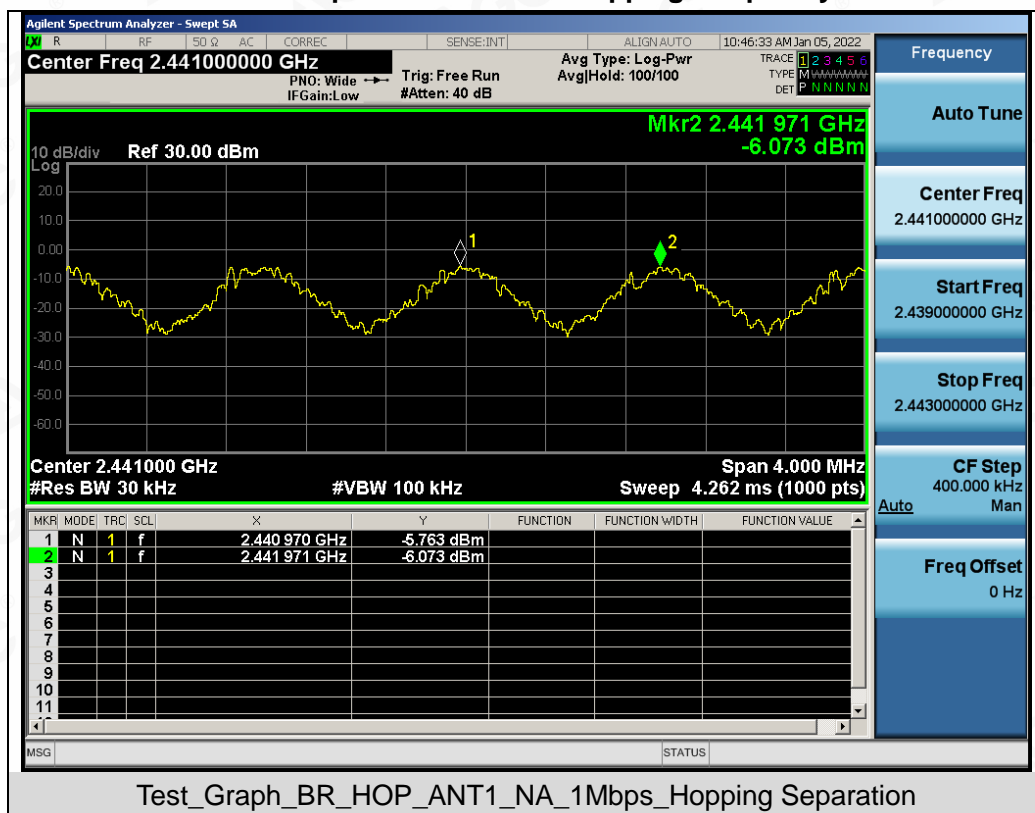 Agilent Spectrum Analyzer - Swept SA
LXI R RF 50 Ω AC CORREC SENSE:INT ALIGN AUTO 10:46:33 AM Jan 05, 2022
Center Freq 2.441000000 GHz
PNO: Wide
IFGain:Low
Trig: Free Run
#Atten: 40 dB
Avg Type: Log-Pwr
Avg|Hold: 100/100
TRACE 1 2 3 4 5 6
TYPE M
DET P N N N N N
Mkr2 2.441 971 GHz
-6.073 dBm
10 dB/div Ref 30.00 dBm
Log
20.0
10.0
0.00
-10.0
-20.0
-30.0
-40.0
-50.0
-60.0
1
2
Center 2.441000 GHz Span 4.000 MHz
#Res BW 30 kHz #VBW 100 kHz Sweep 4.262 ms (1000 pts)
MKR MODE TRC SCL X Y FUNCTION FUNCTION WIDTH FUNCTION VALUE
1 N 1 f 2.440 970 GHz -5.763 dBm
2 N 1 f 2.441 971 GHz -6.073 dBm
3
4
5
6
7
8
9
10
11
MSG STATUS
Frequency
Auto Tune
Center Freq
2.441000000 GHz
Start Freq
2.439000000 GHz
Stop Freq
2.443000000 GHz
CF Step
400.000 kHz
Auto Man
Freq Offset
0 Hz
Test_Graph_BR_HOP_ANT1_NA_1Mbps_Hopping Separation